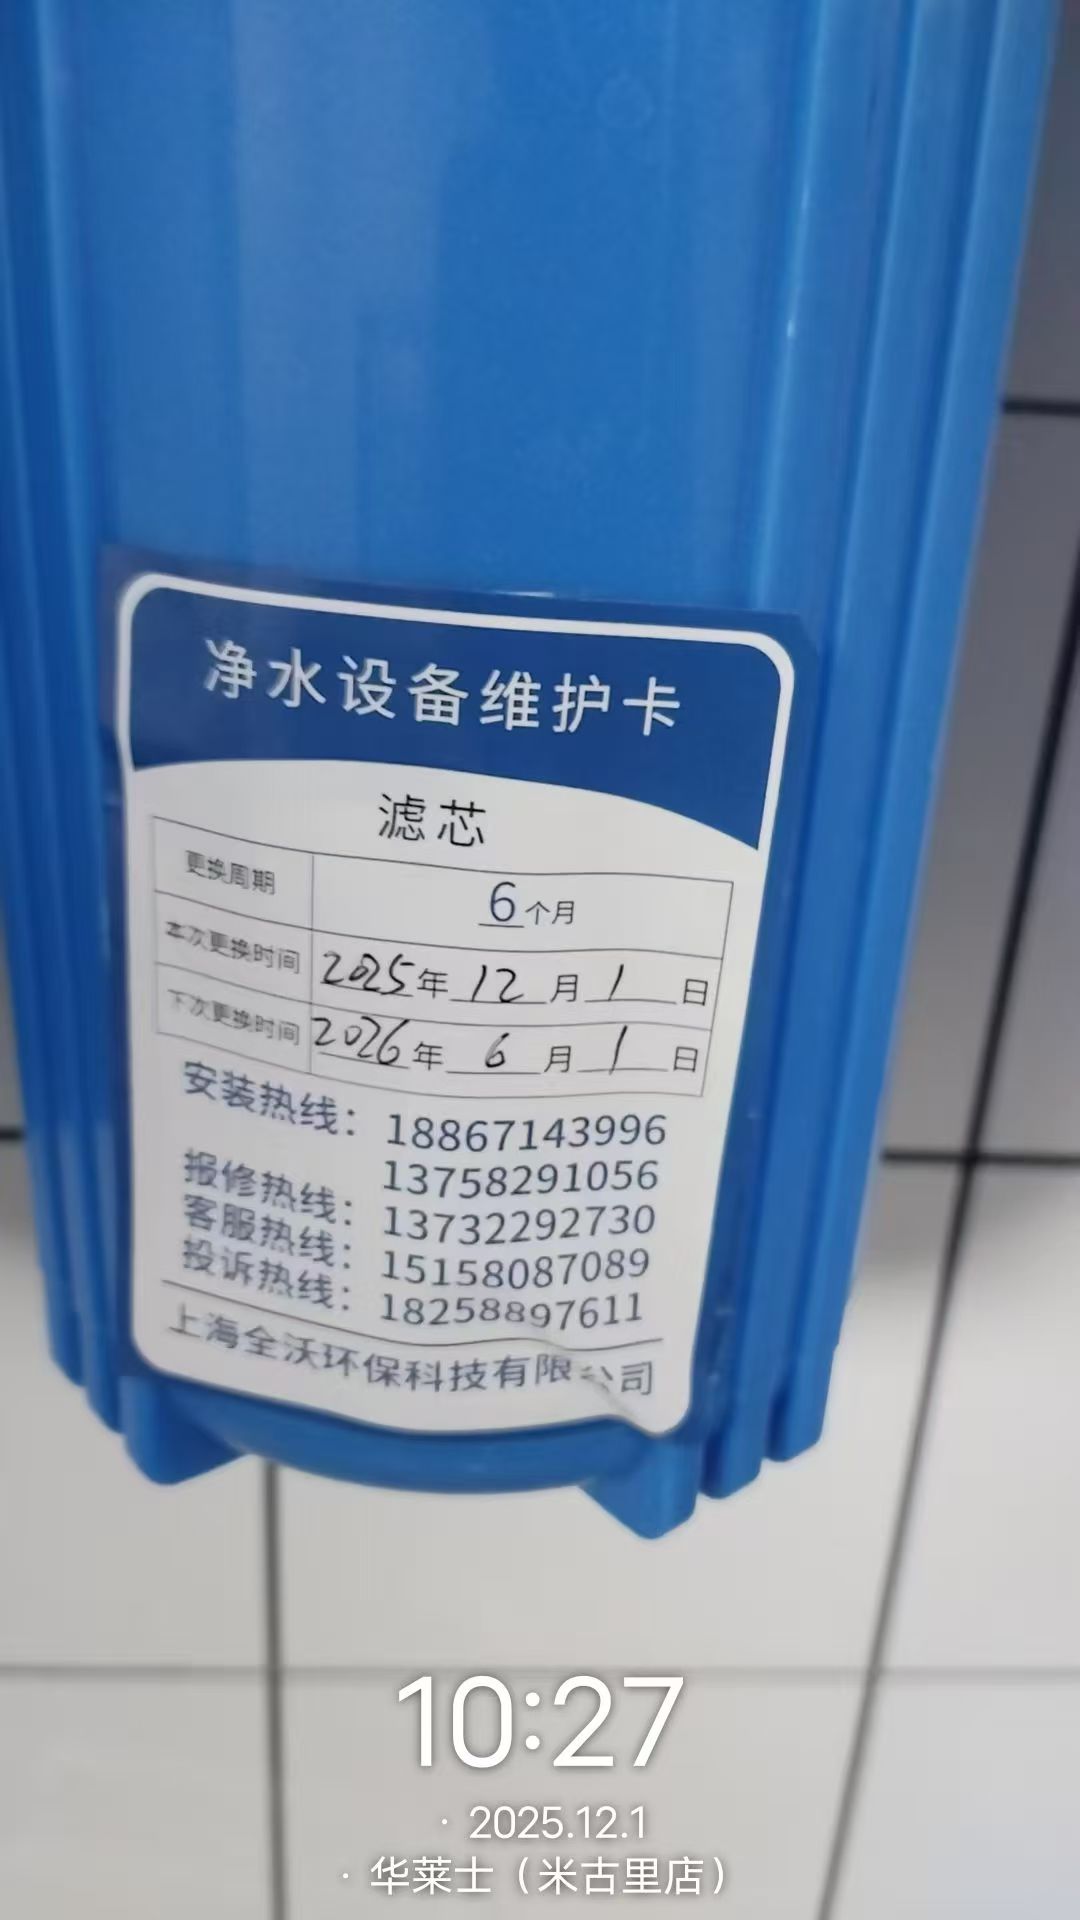 净水设备维护卡
滤芯
更换周期 6个月
本次更换时间 2025年12月1日
下次更换时间 2026年6月1日
安装热线：18867143996
13758291056
报修热线：13732292730
客服热线：15158087089
投诉热线：18258897611
上海全沃环保科技有限公司
10:27
· 2025.12.1
· 华莱士（米古里店）